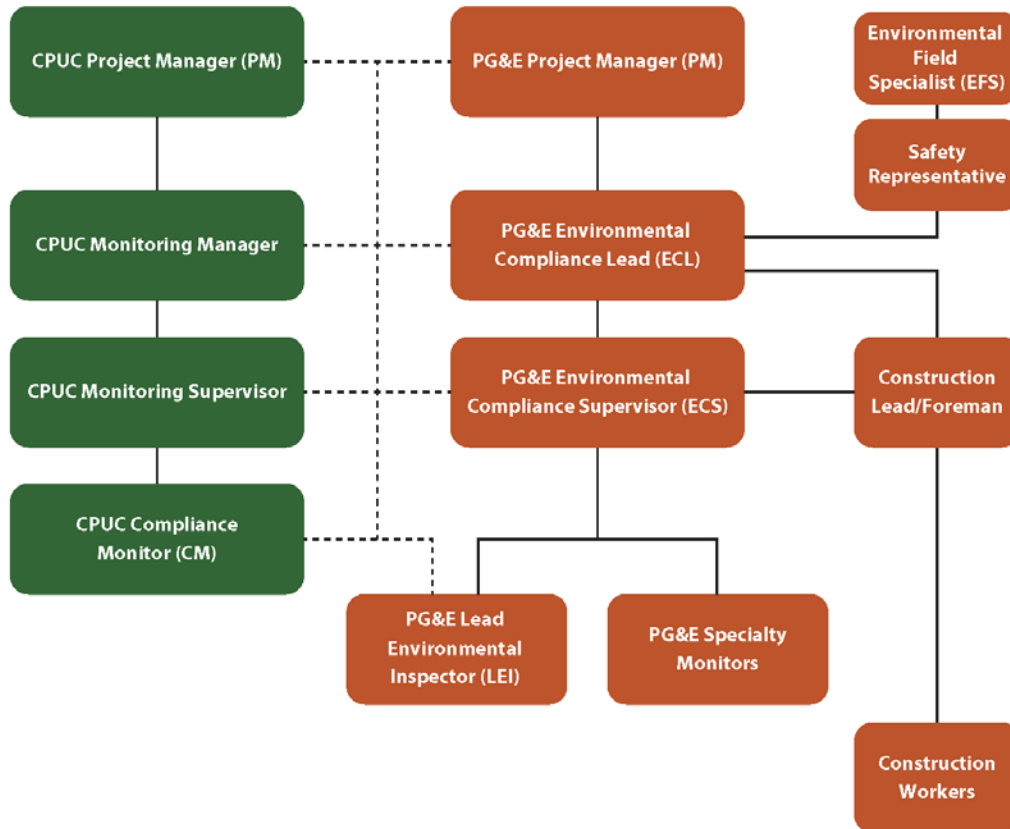 CPUC Project Manager (PM)
PG&E Project Manager (PM)
Environmental
Field
Specialist (EFS)
Safety
Representative
CPUC Monitoring Manager
PG&E Environmental
Compliance Lead (ECL)
CPUC Monitoring Supervisor
PG&E Environmental
Compliance Supervisor (ECS)
Construction
Lead/Foreman
CPUC Compliance
Monitor (CM)
PG&E Lead
Environmental
Inspector (LEI)
PG&E Specialty
Monitors
Construction
Workers